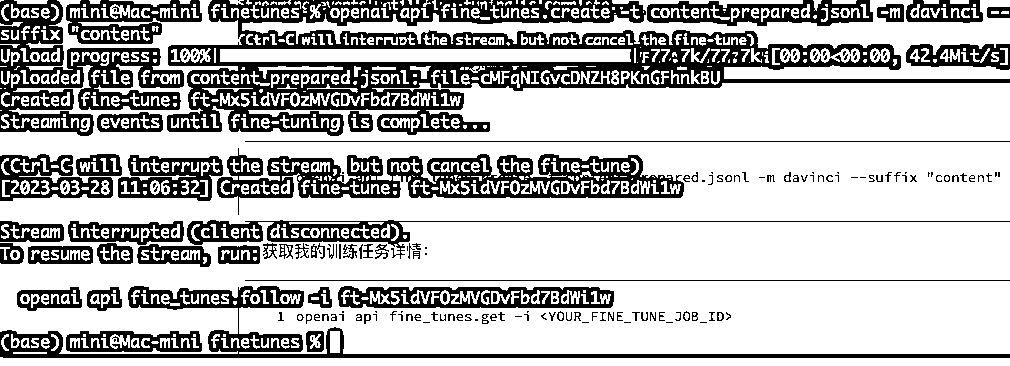 (base) mini@Mac-mini finetunes % openai api fine_tunes.create -t content_prepared.jsonl -m davinci --
suffix "content"
(Ctrl-C will interrupt the stream, but not cancel the fine-tune)
Upload progress: 100%| 77.7k/77.7k [00:00<00:00, 42.4Mit/s]
Uploaded file from content_prepared.jsonl: file-cMFqNIGvcDNZH8PKnGFhnkBU
Created fine-tune: ft-Mx5idVFOzMVGDvFbd7BdWi1w
Streaming events until fine-tuning is complete...
(Ctrl-C will interrupt the stream, but not cancel the fine-tune)
prepared.jsonl -m davinci --suffix "content"
[2023-03-28 11:06:32] Created fine-tune: ft-Mx5idVFOzMVGDvFbd7BdWi1w
Stream interrupted (client disconnected).
To resume the stream, run:
获取我的训练任务详情：
openai api fine_tunes.follow -i ft-Mx5idVFOzMVGDvFbd7BdWi1w
1 openai api fine_tunes.get -i <YOUR_FINE_TUNE_JOB_ID>
(base) mini@Mac-mini finetunes %